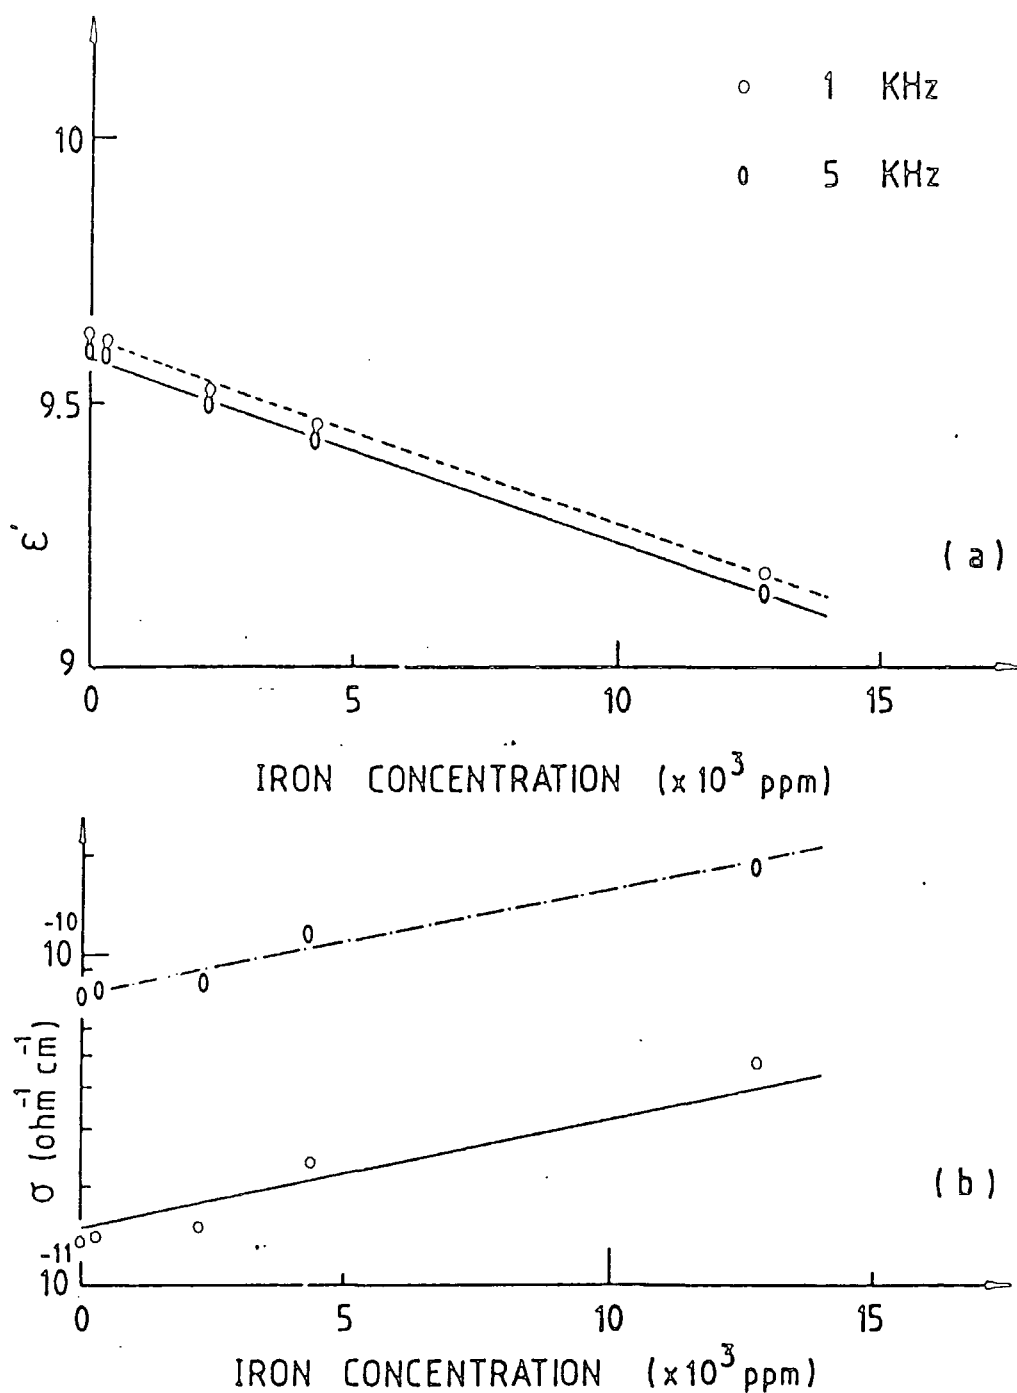 1 KHz
5 KHz
10
9.5
9
ε'
(a)
0 5 10 15
IRON CONCENTRATION (x 10³ ppm)
10⁻¹⁰
10⁻¹¹
σ (ohm⁻¹ cm⁻¹)
(b)
0 5 10 15
IRON CONCENTRATION (x10³ ppm)